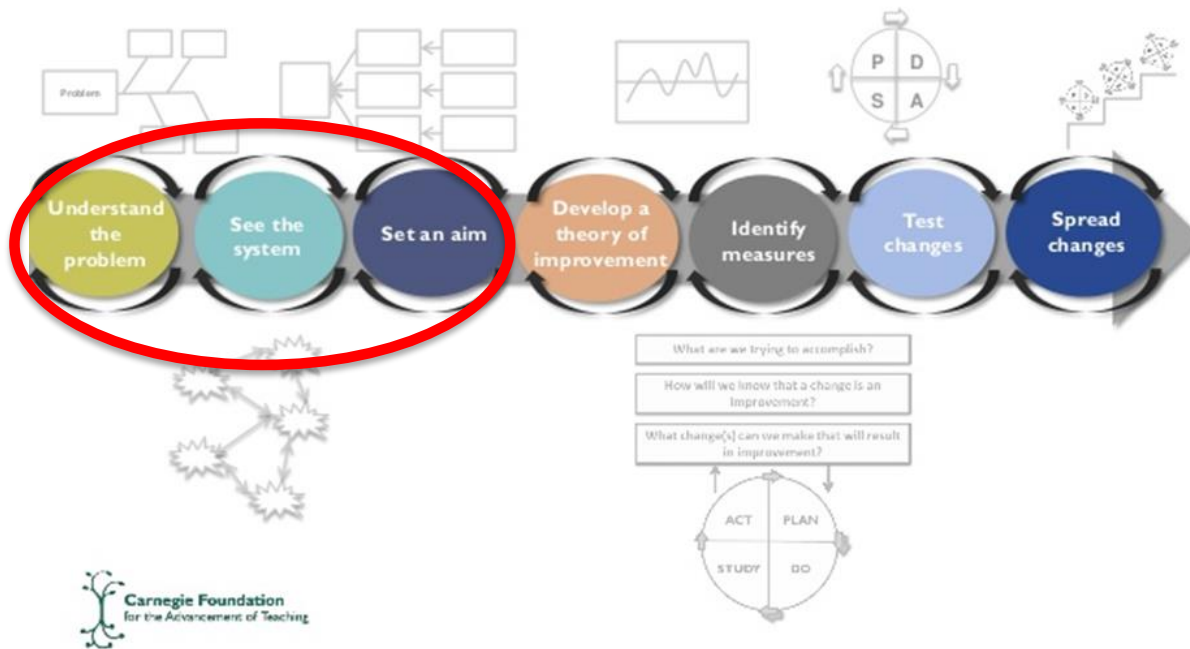 Problem
P D
S A
Understand
the
problem
See the
system
Set an aim
Develop a
theory of
improvement
Identify
measures
Test
changes
Spread
changes
What are we trying to accomplish?
How will we know that a change is an
improvement?
What change(s) can we make that will result
in improvement?
ACT PLAN
STUDY DO
Carnegie Foundation
for the Advancement of Teaching